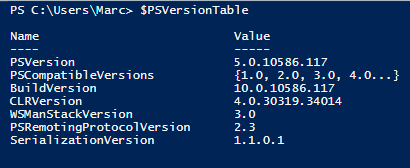 PS C:\Users\Marc> $PSVersionTable
Name Value
---- -----
PSVersion 5.0.10586.117
PSCompatibleVersions {1.0, 2.0, 3.0, 4.0...}
BuildVersion 10.0.10586.117
CLRVersion 4.0.30319.34014
WSManStackVersion 3.0
PSRemotingProtocolVersion 2.3
SerializationVersion 1.1.0.1